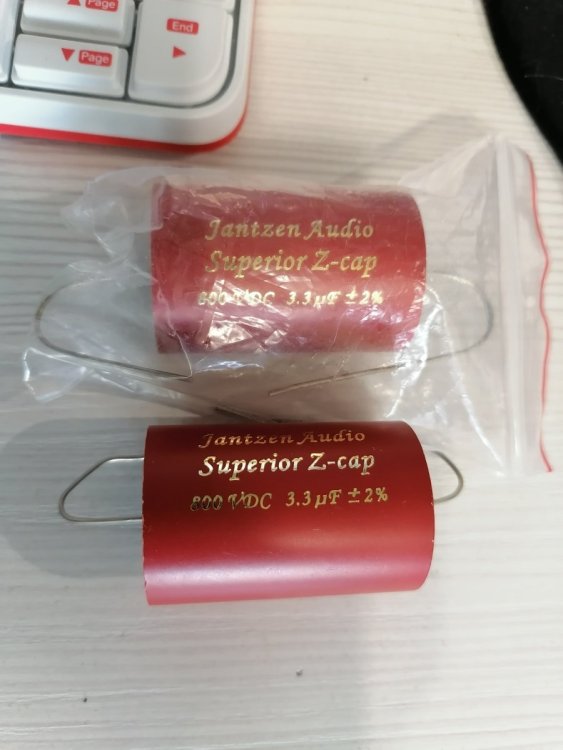 ▲ Page
End
▼ Page
▶
Jantzen Audio
Superior Z-cap
800 VDC 3.3 µF ± 2%
Jantzen Audio
Superior Z-cap
800 VDC 3.3 µF ± 2%